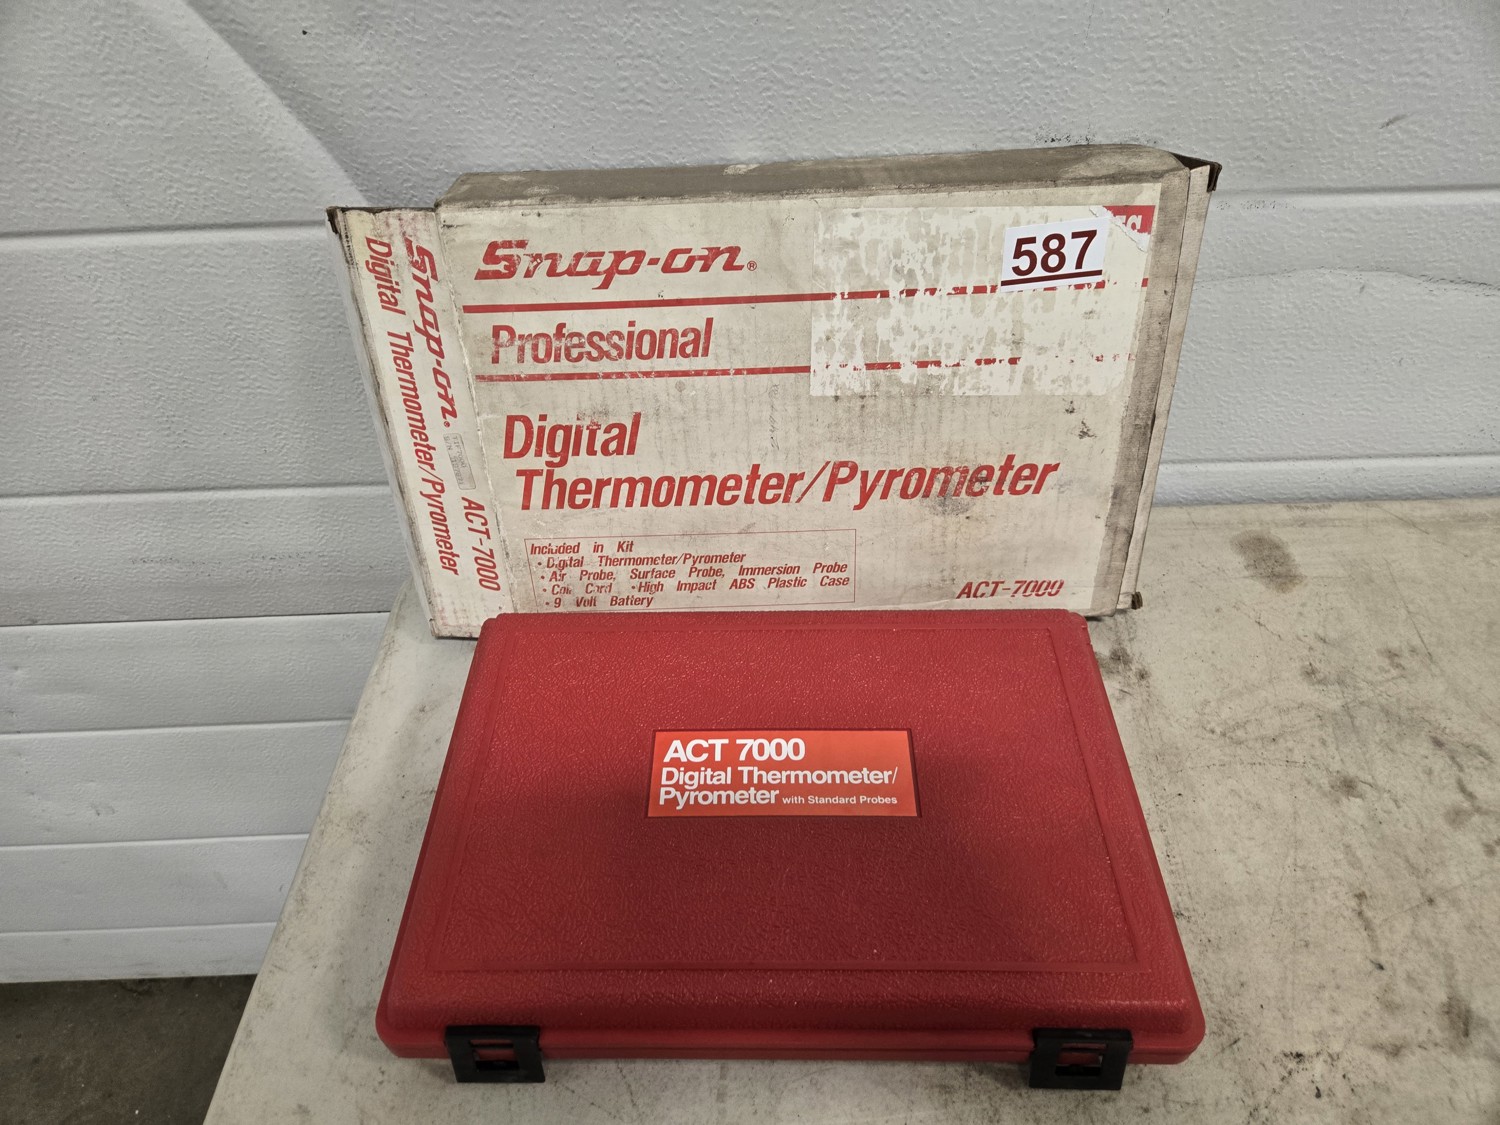 Snap-on®
Professional
Digital
Thermometer/Pyrometer
Included in Kit
• Digital Thermometer/Pyrometer
• Air Probe, Surface Probe, Immersion Probe
• Coil Cord • High Impact ABS Plastic Case
• 9 Volt Battery
ACT-7000
587
Snap-on®
Digital Thermometer/Pyrometer
ACT-7000
ACT 7000
Digital Thermometer/
Pyrometer with Standard Probes